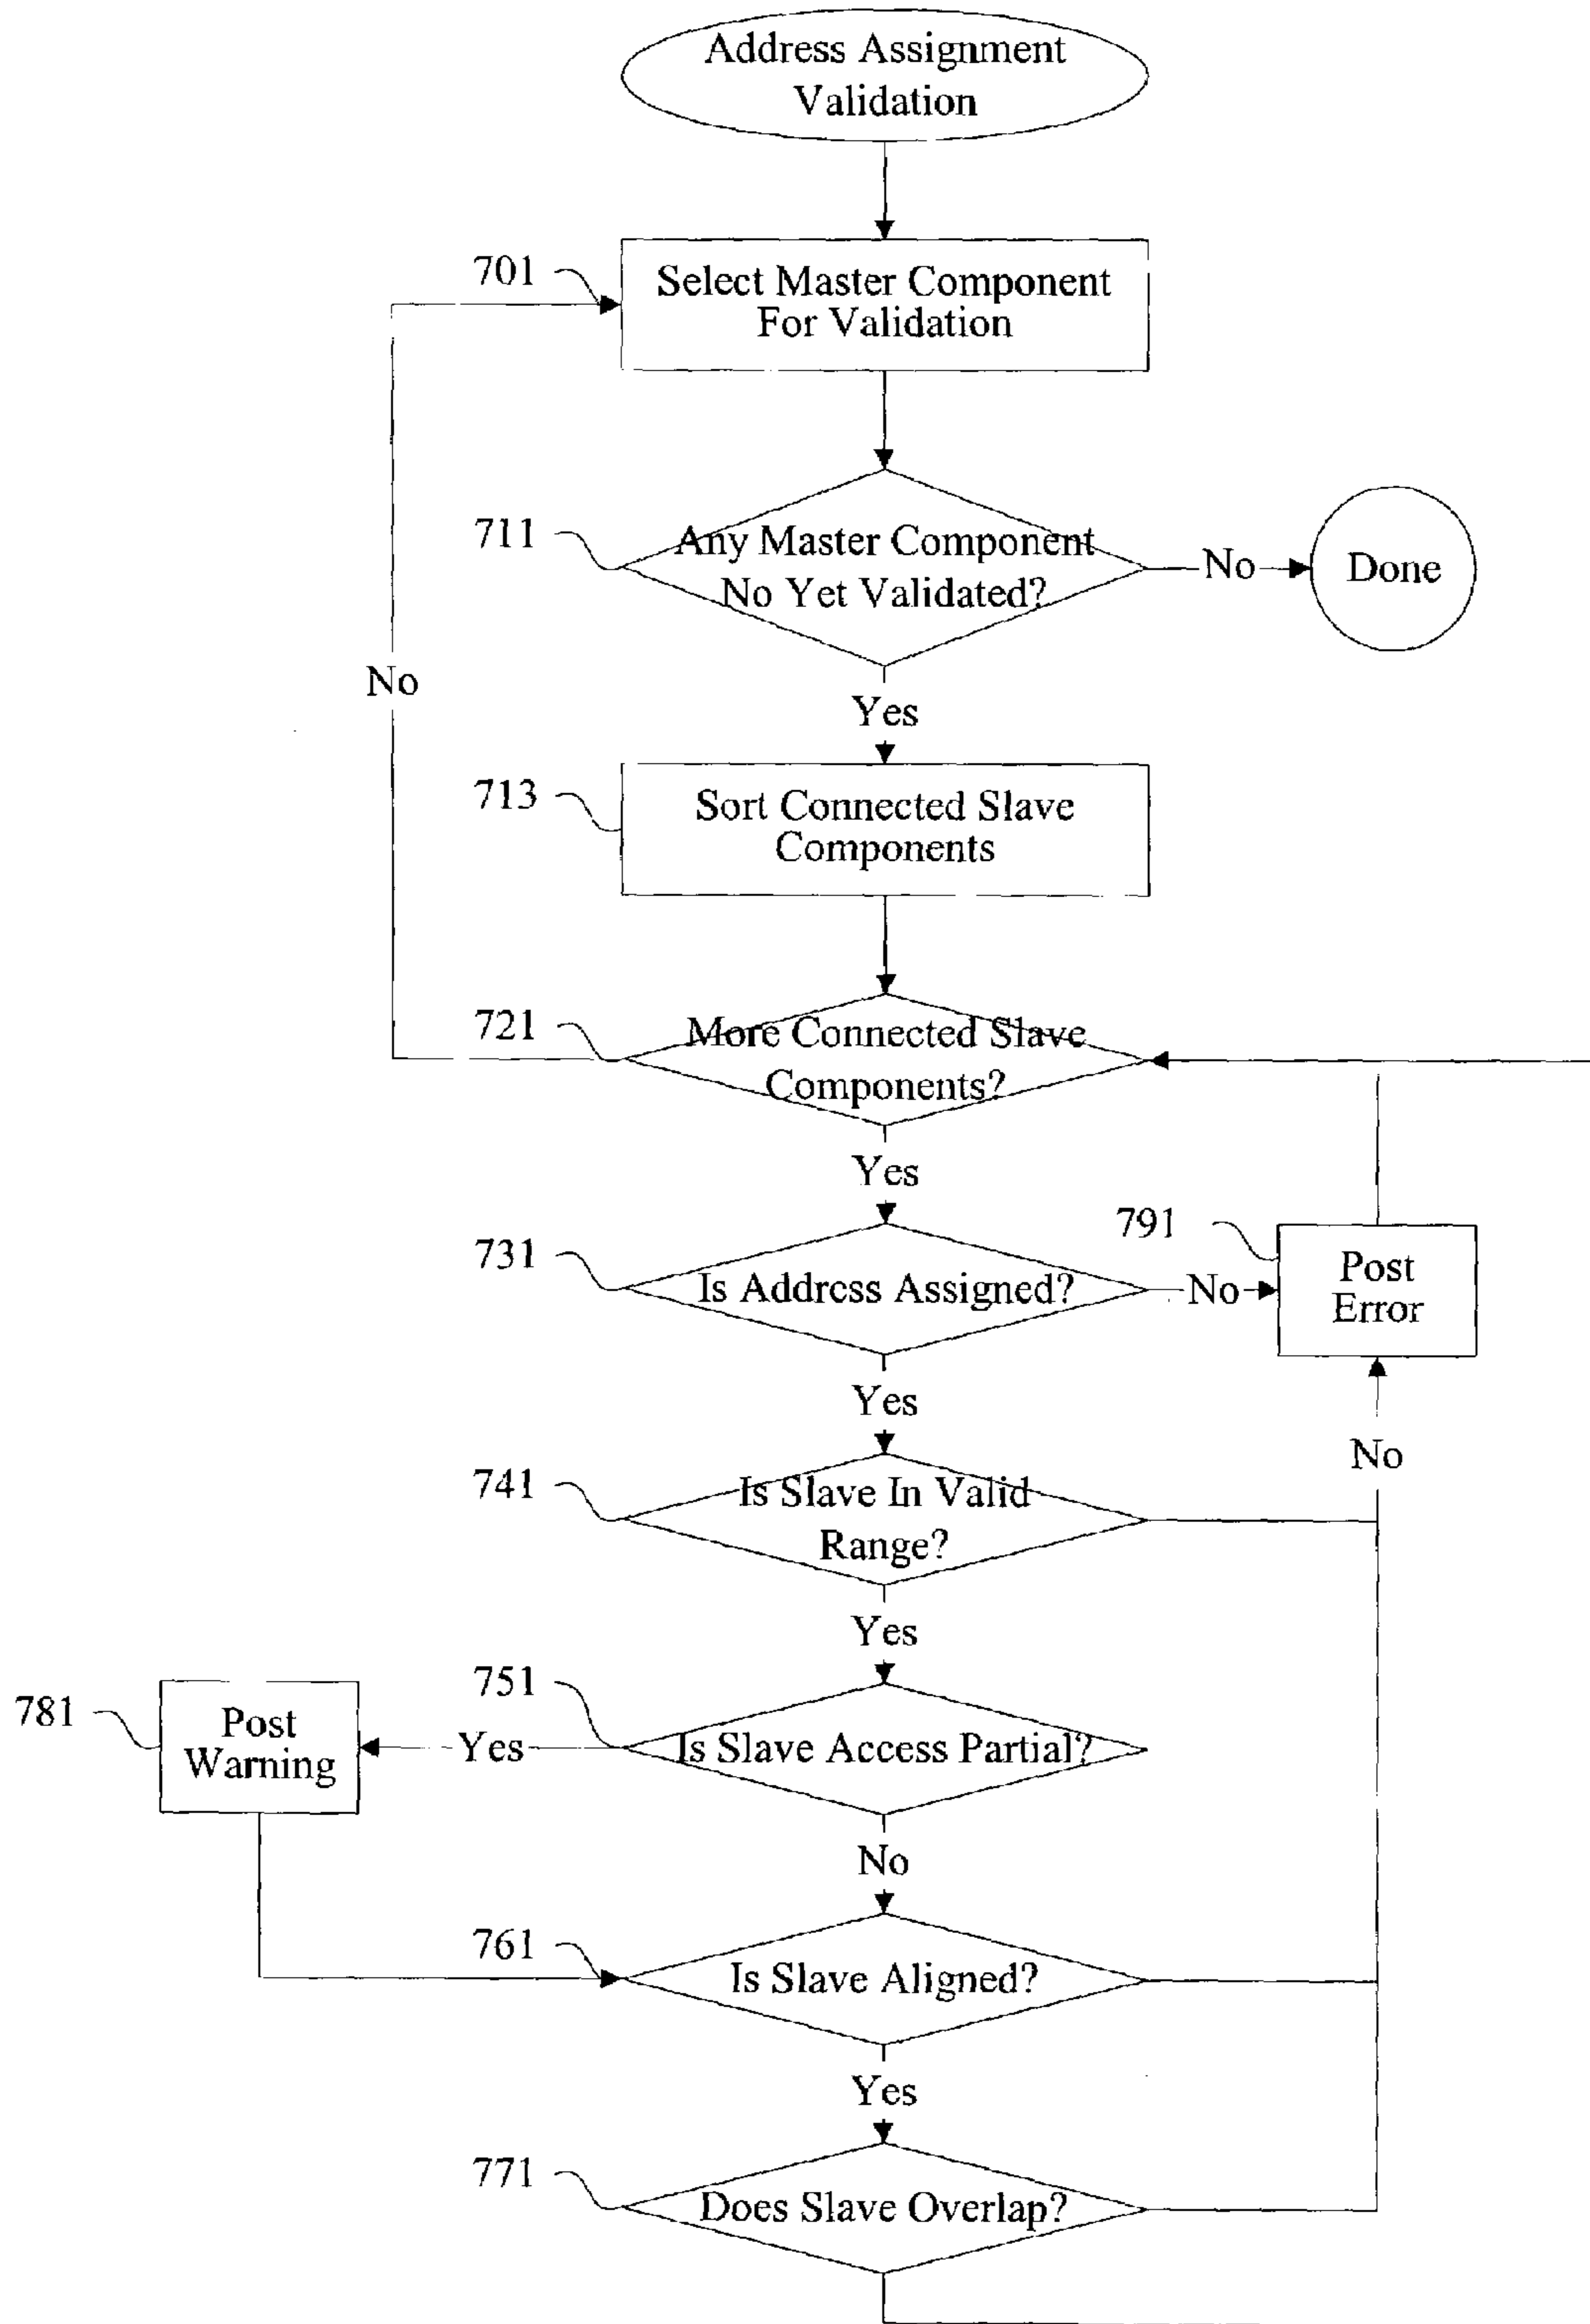 Address Assignment
Validation
701
Select Master Component
For Validation
711
Any Master Component
No Yet Validated?
No
Done
No
Yes
713
Sort Connected Slave
Components
721
More Connected Slave
Components?
Yes
731
Is Address Assigned?
No
791
Post
Error
Yes
No
741
Is Slave In Valid
Range?
Yes
751
781
Post
Warning
Yes
Is Slave Access Partial?
No
761
Is Slave Aligned?
Yes
771
Does Slave Overlap?